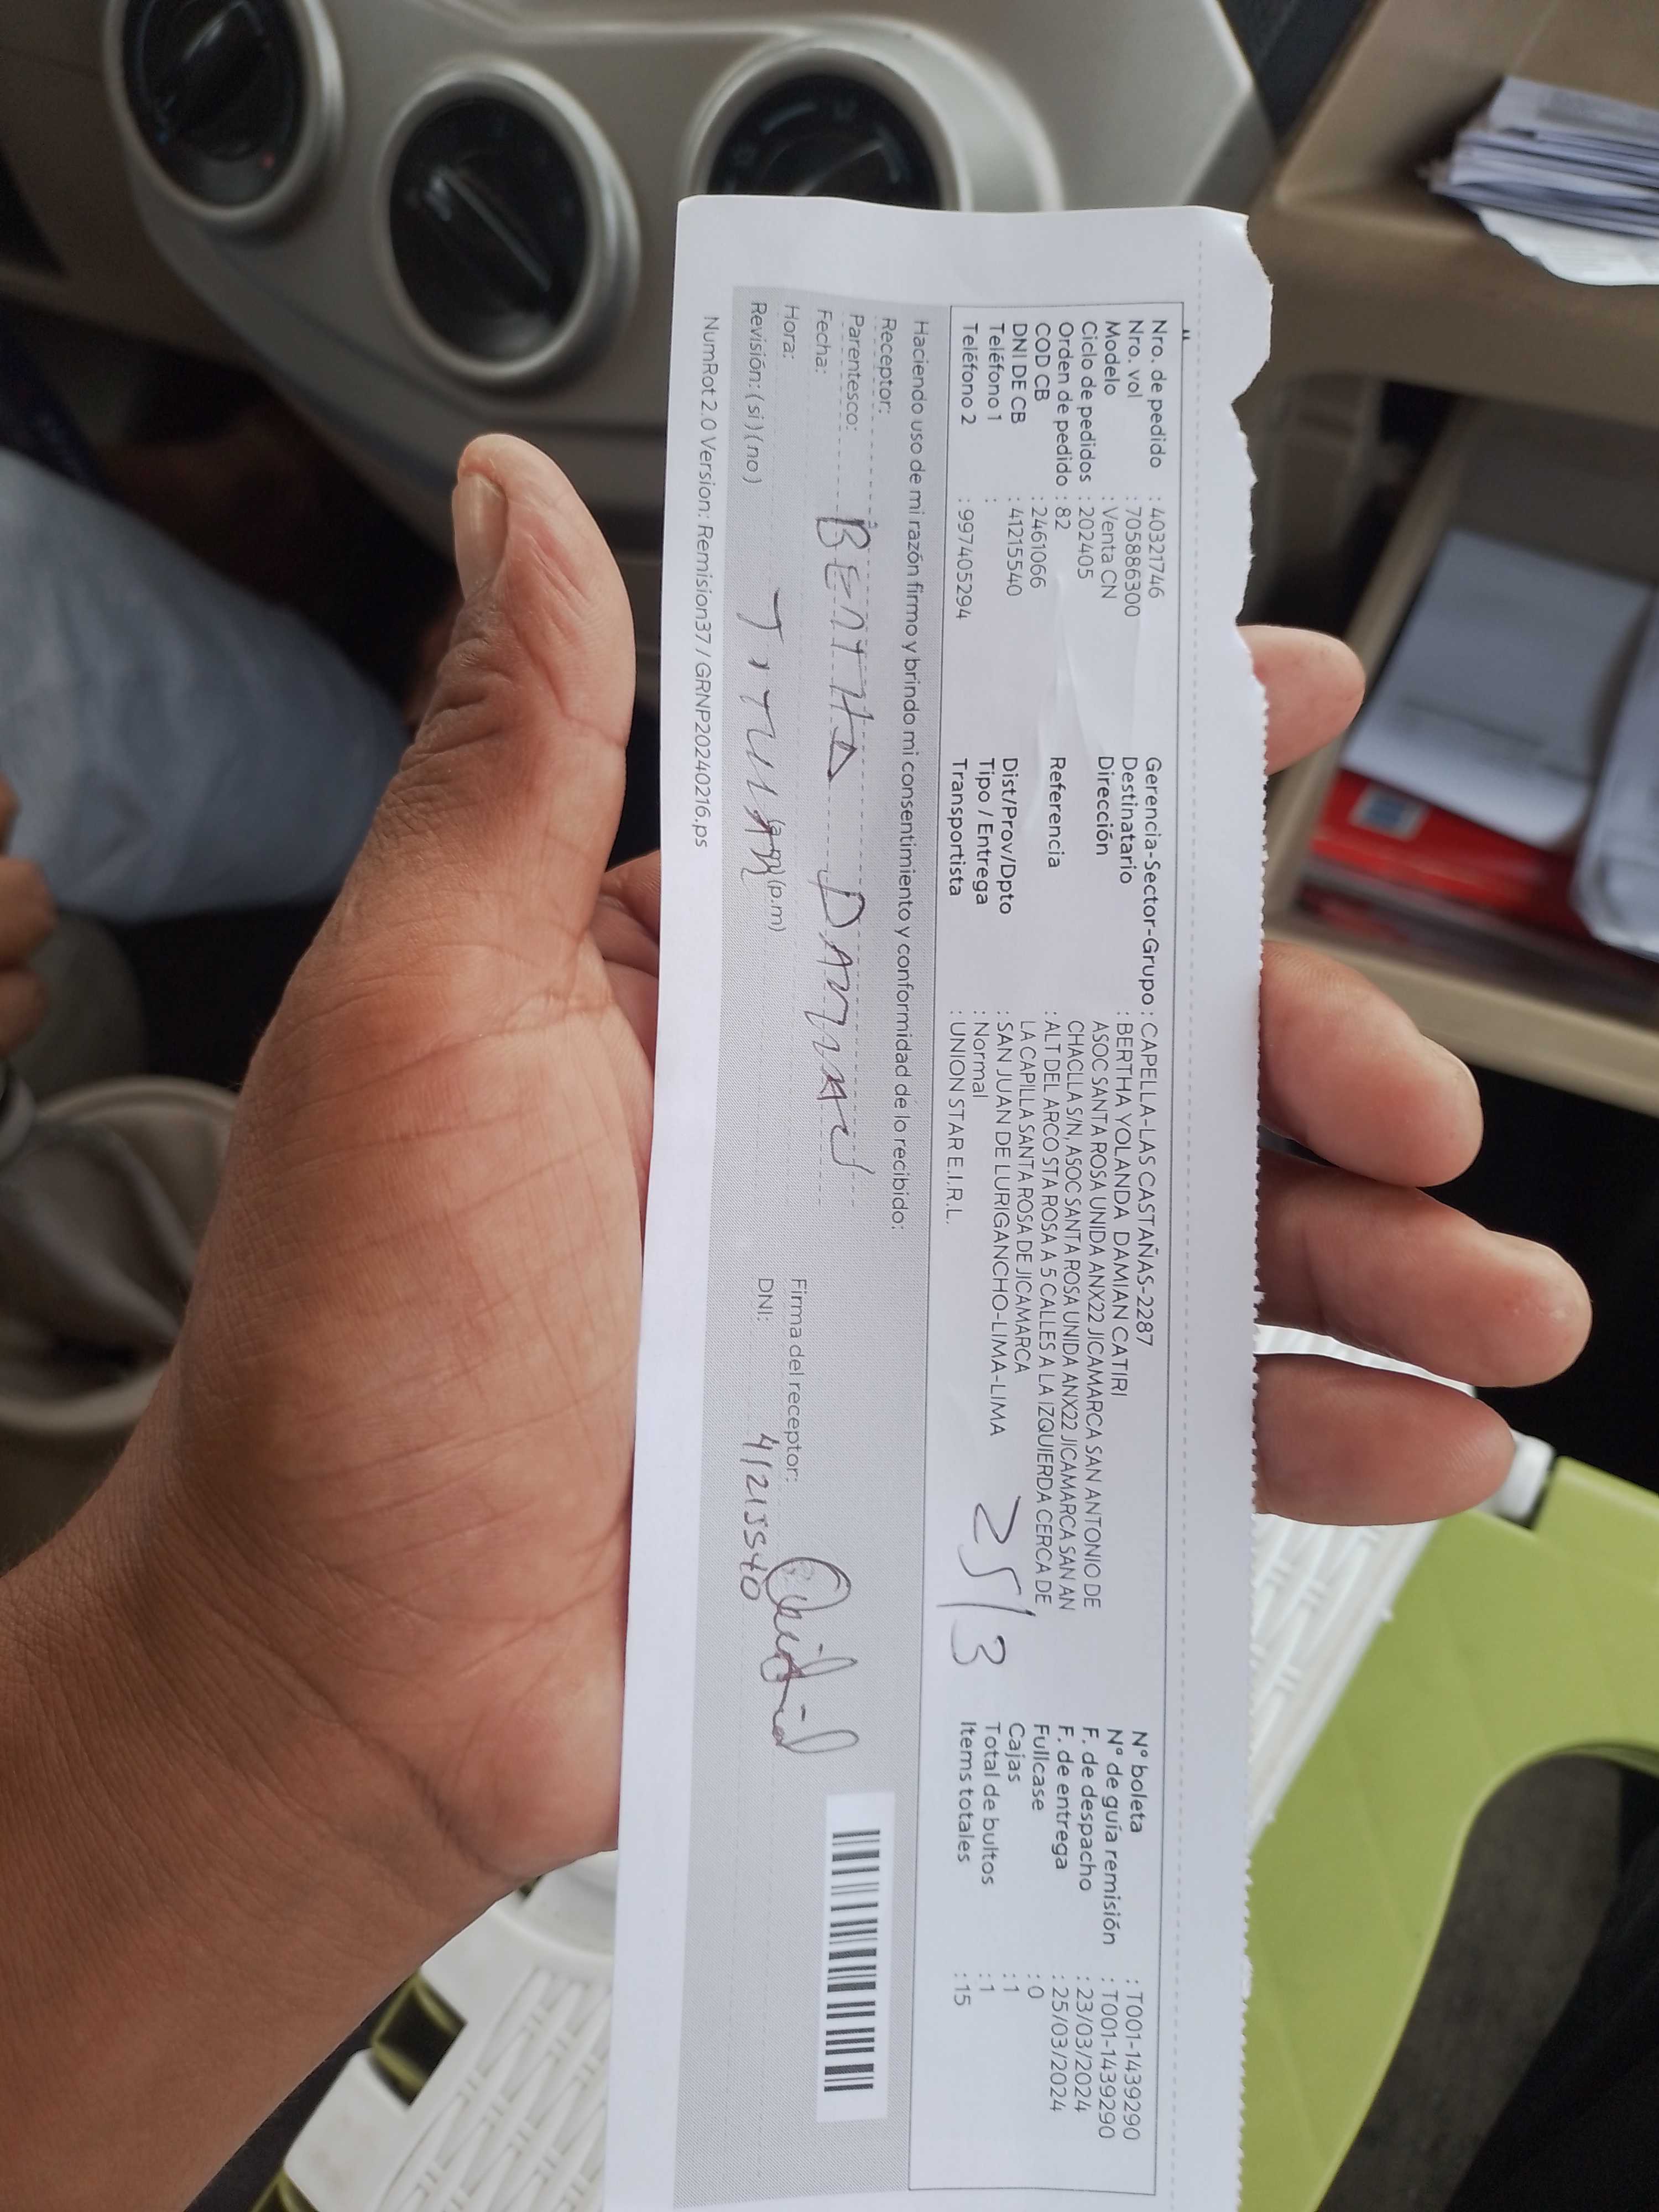 Nro. de pedido : 40321746
Nro. vol : 705886300
Modelo : Venta CN
Ciclo de pedidos : 202405
Orden de pedido : 82
COD CB : 2461066
DNI DE CB : 41215540
Teléfono 1 :
Teléfono 2 : 997405294
Gerencia-Sector-Grupo : CAPELLA-LAS CASTAÑAS-2287
Destinatario : BERTHA YOLANDA DAMIAN CATIRI
Dirección ASOC SANTA ROSA UNIDA ANX22 JICAMARCA SAN ANTONIO DE
CHACLLA S/N, ASOC SANTA ROSA UNIDA ANX22 JICAMARCA SAN AN
Referencia : ALT DEL ARCO STA ROSA A 5 CALLES A LA IZQUIERDA CERCA DE
LA CAPILLA SANTA ROSA DE JICAMARCA
Dist/Prov/Dpto : SAN JUAN DE LURIGANCHO-LIMA-LIMA
Tipo / Entrega : Normal
Transportista : UNION STAR E.I.R.L.
25/3
N° boleta : T001-1439290
N° de guía remisión : T001-1439290
F. de despacho : 23/03/2024
F. de entrega : 25/03/2024
Fullcase : 0
Cajas : 1
Total de bultos : 1
Items totales : 15
Haciendo uso de mi razón firmo y brindo mi consentimiento y conformidad de lo recibido:
Receptor:
Parentesco: BERTHA DAMIAN
Fecha:
Hora: (a.m)(p.m)
Revisión: (si) (no) TITULAR
Firma del receptor:
DNI: 41215540
NumRot 2.0 Version: Remision37 / GRNP20240216.ps